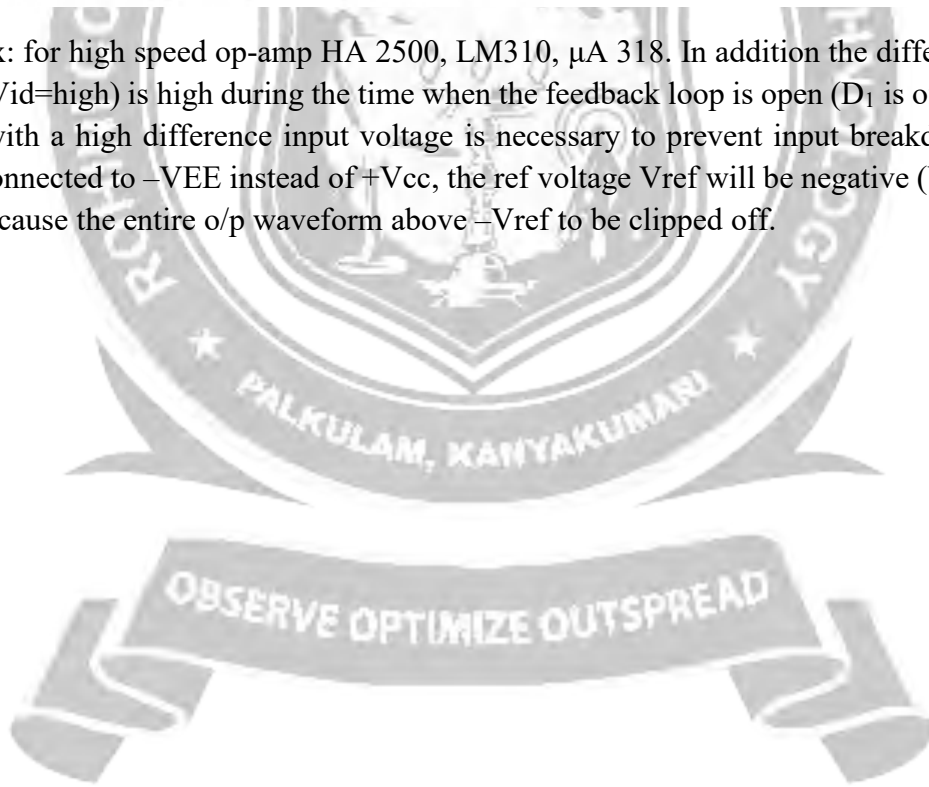 x: for high speed op-amp HA 2500, LM310, μA 318. In addition the diffe
Vid=high) is high during the time when the feedback loop is open (D₁ is o
with a high difference input voltage is necessary to prevent input breakd
onnected to –VEE instead of +Vcc, the ref voltage Vref will be negative (
cause the entire o/p waveform above –Vref to be clipped off.
PALKULAM, KANYAKUMARI
OBSERVE OPTIMIZE OUTSPREAD